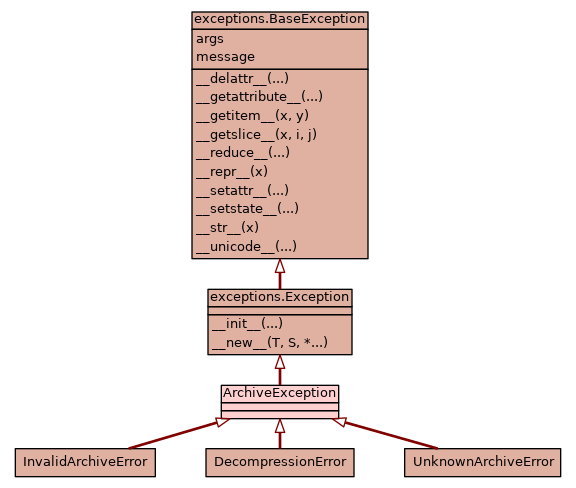 exceptions.BaseException
args
message
__delattr__(...)
__getattribute__(...)
__getitem__(x, y)
__getslice__(x, i, j)
__reduce__(...)
__repr__(x)
__setattr__(...)
__setstate__(...)
__str__(x)
__unicode__(...)
exceptions.Exception
__init__(...)
__new__(T, S, *...)
ArchiveException
InvalidArchiveError
DecompressionError
UnknownArchiveError